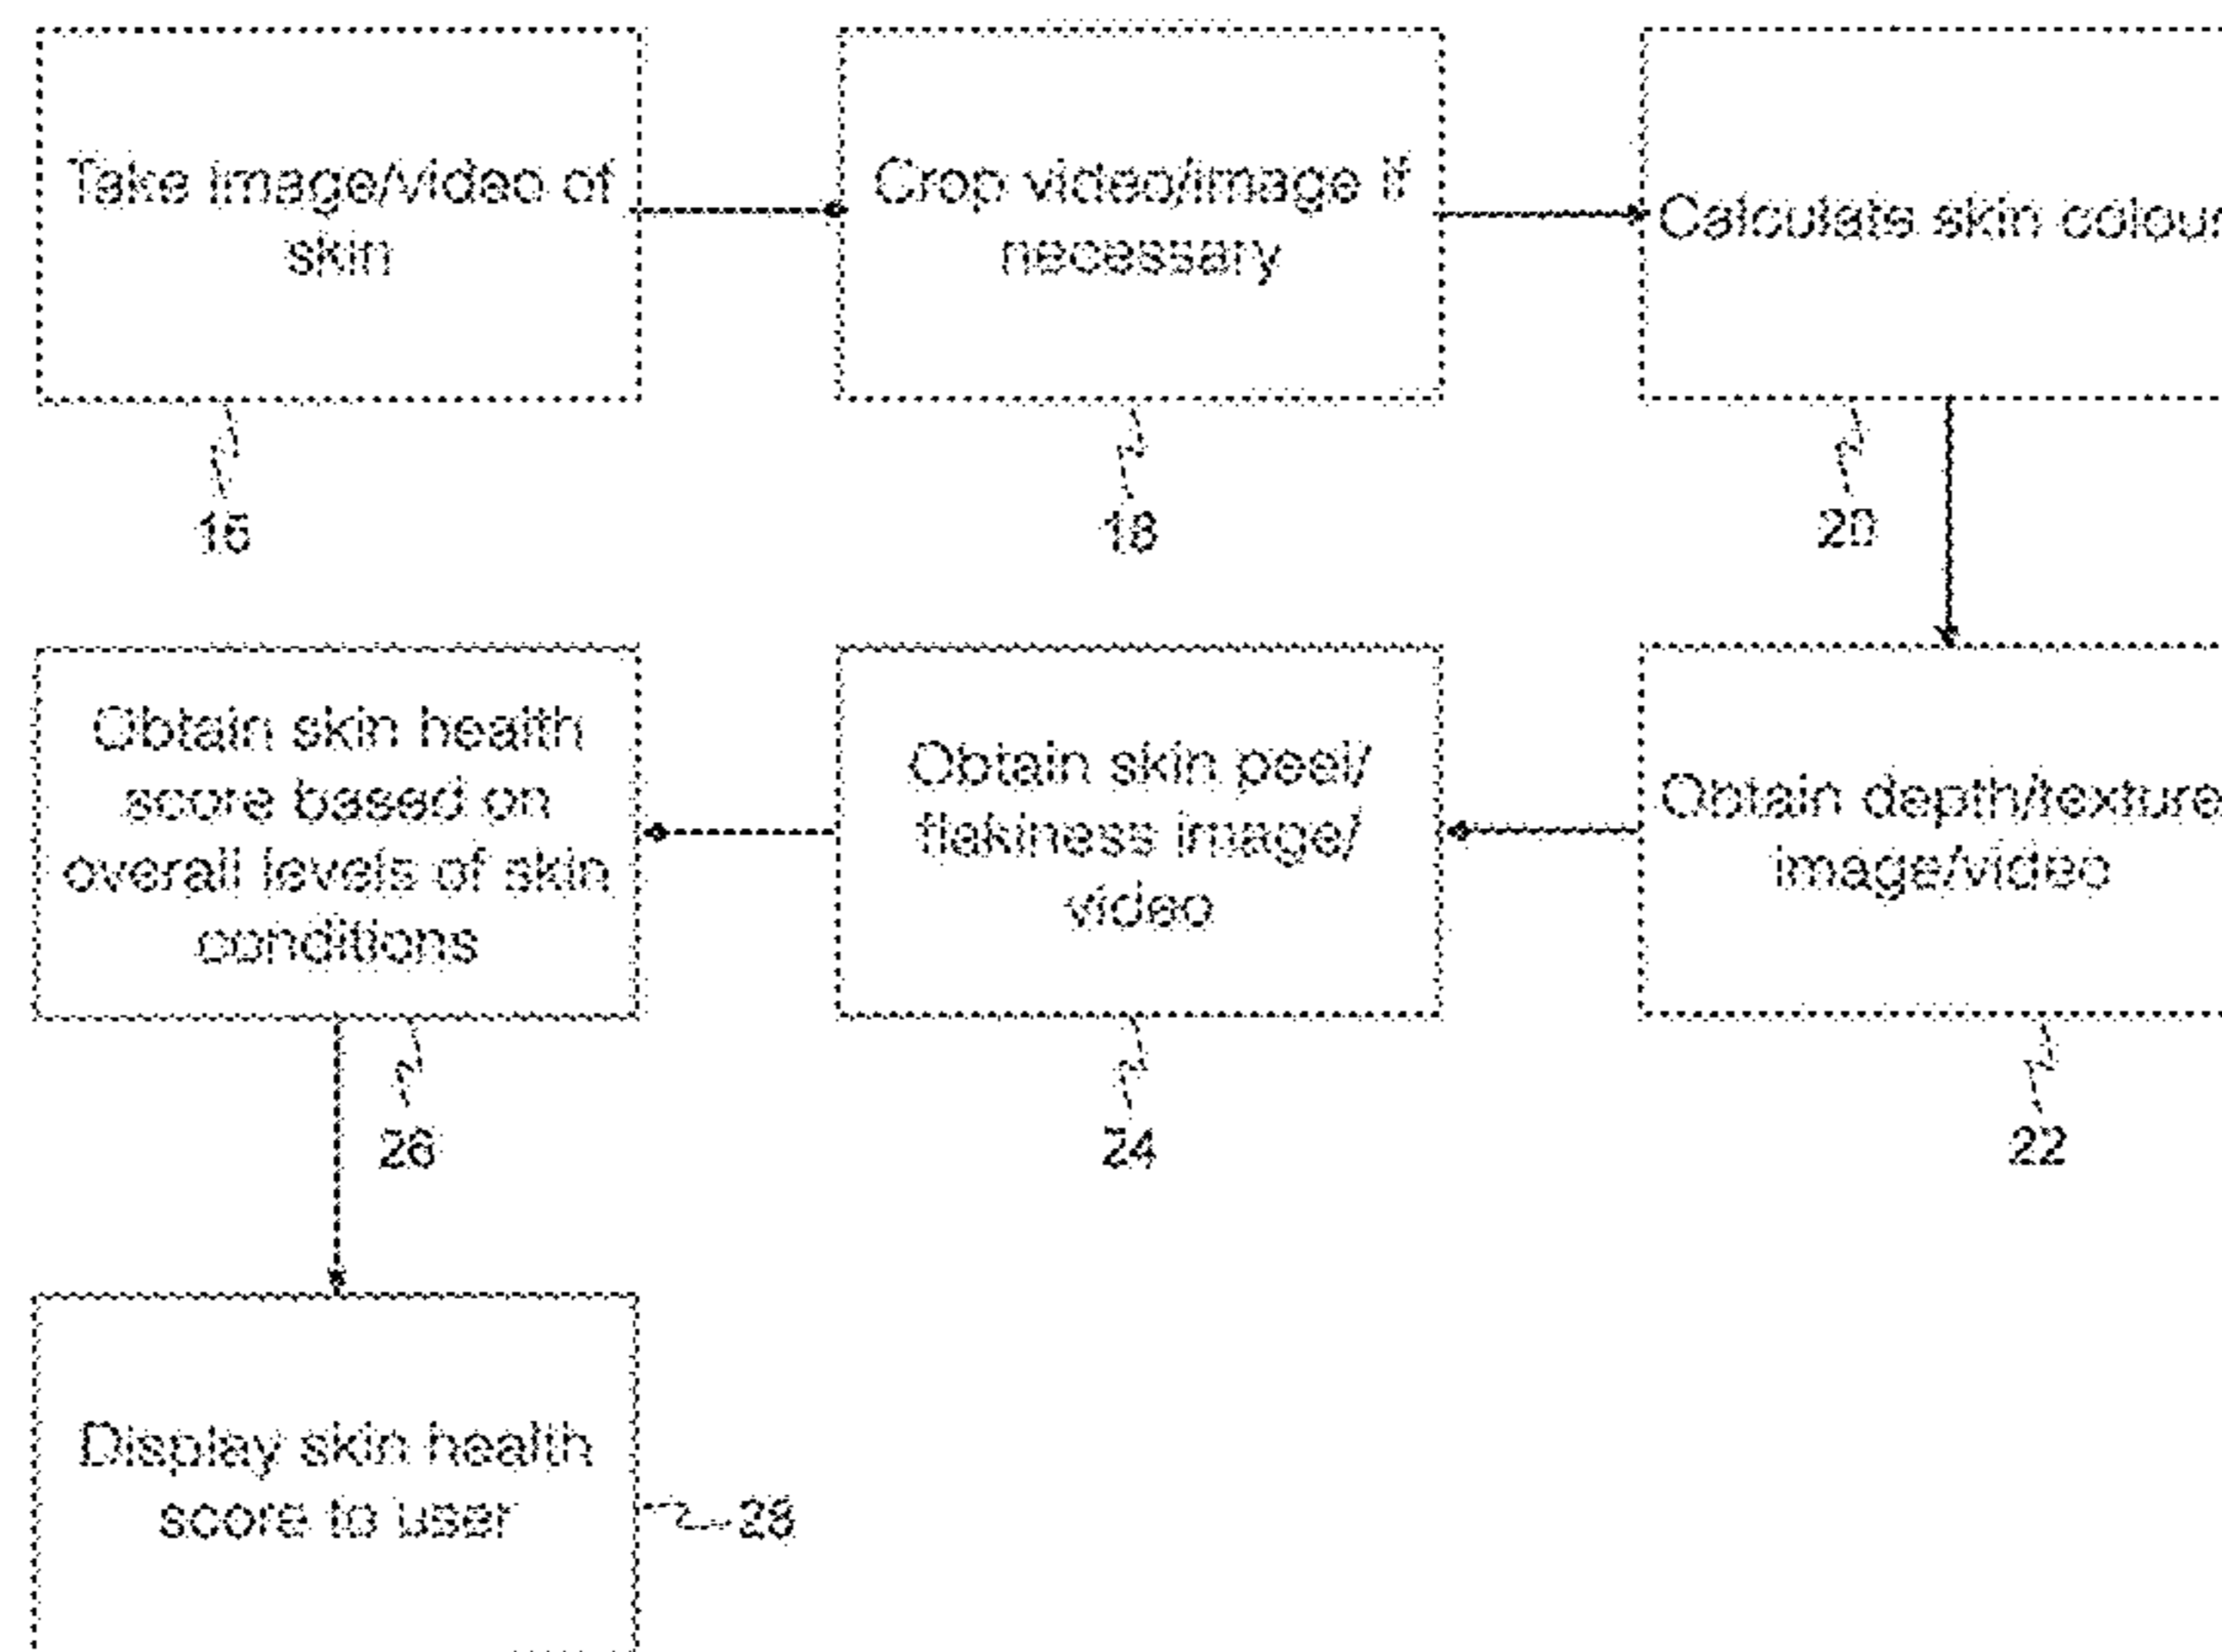 Take image/video of
skin
Crop video/image if
necessary
Calculate skin colour
16
18
20
Obtain skin health
score based on
overall levels of skin
conditions
Obtain skin peel/
flakiness image/
video
Obtain depth/texture
image/video
26
24
22
Display skin health
score to user
28